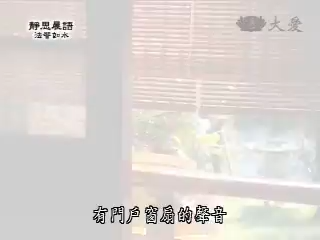 靜思晨語
法譬如水
大愛
有門戶窗扇的聲音